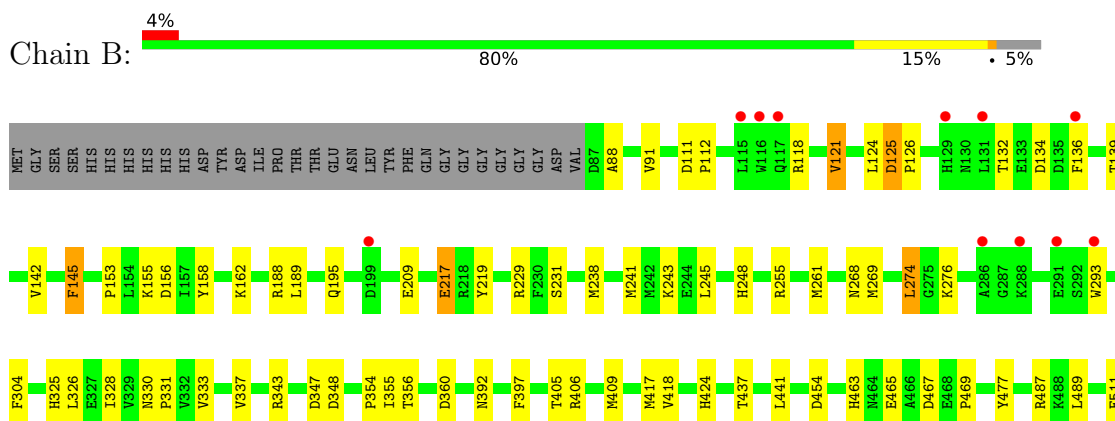 4%
Chain B:
80% 15% • 5%
MET GLY SER SER HIS HIS HIS HIS HIS HIS ASP TYR ASP ILE PRO THR THR GLU ASN LEU TYR PHE GLN GLY GLY GLY GLY GLY GLY ASP VAL D87 A88 V91 D111 P112 L115 W116 Q117 R118 V121 L124 D125 P126 H129 N130 L131 T132 E133 D134 D135 F136 T139
V142 F145 P153 L154 K155 D156 I157 Y158 K162 R188 L189 Q195 D199 E209 E217 R218 Y219 R229 F230 S231 M238 M241 M242 K243 E244 L245 H248 R255 M261 N268 M269 L274 G275 K276 A286 G287 K288 E291 S292 W293
F304 H325 L326 E327 I328 V329 N330 P331 V332 V333 V337 R343 D347 D348 P354 I355 T356 D360 N392 F397 T405 R406 M409 M417 V418 H424 T437 L441 D454 H463 N464 E465 A466 D467 E468 P469 Y477 R487 K488 L489